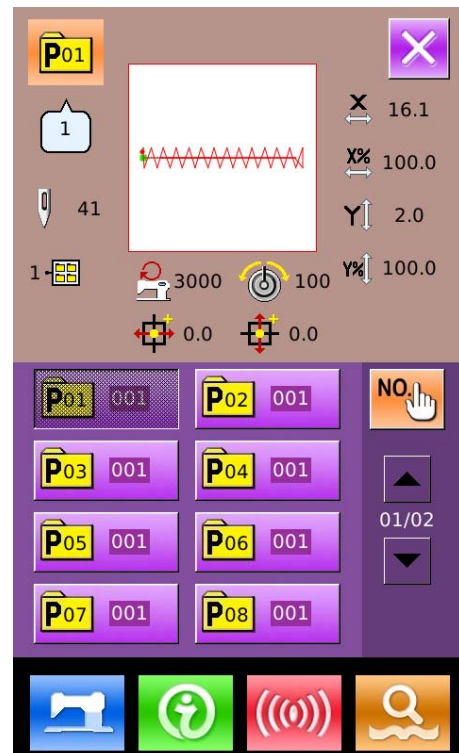 P01
1
X 16.1
X% 100.0
41
Y 2.0
1 3000 100 Y% 100.0
0.0 0.0
P01 001 P02 001 NO.
P03 001 P04 001
01/02
P05 001 P06 001
P07 001 P08 001